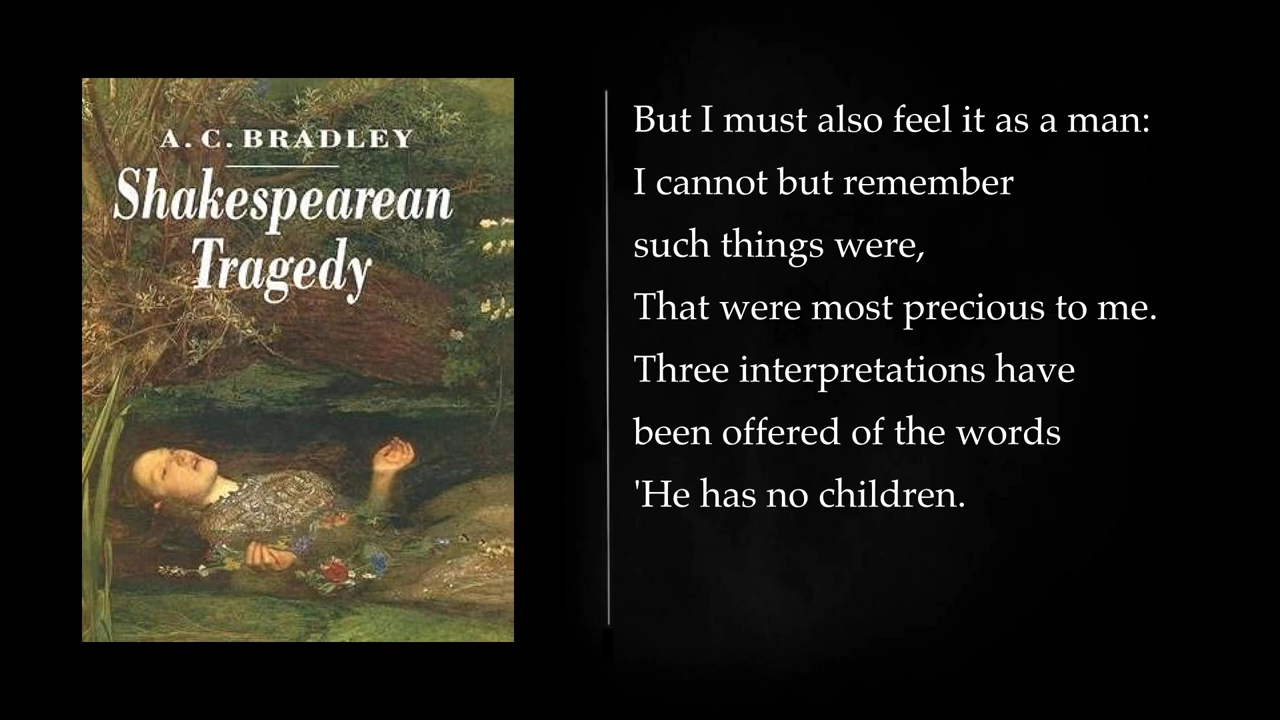 A. C. BRADLEY
Shakespearean
Tragedy
But I must also feel it as a man:
I cannot but remember
such things were,
That were most precious to me.
Three interpretations have
been offered of the words
'He has no children.